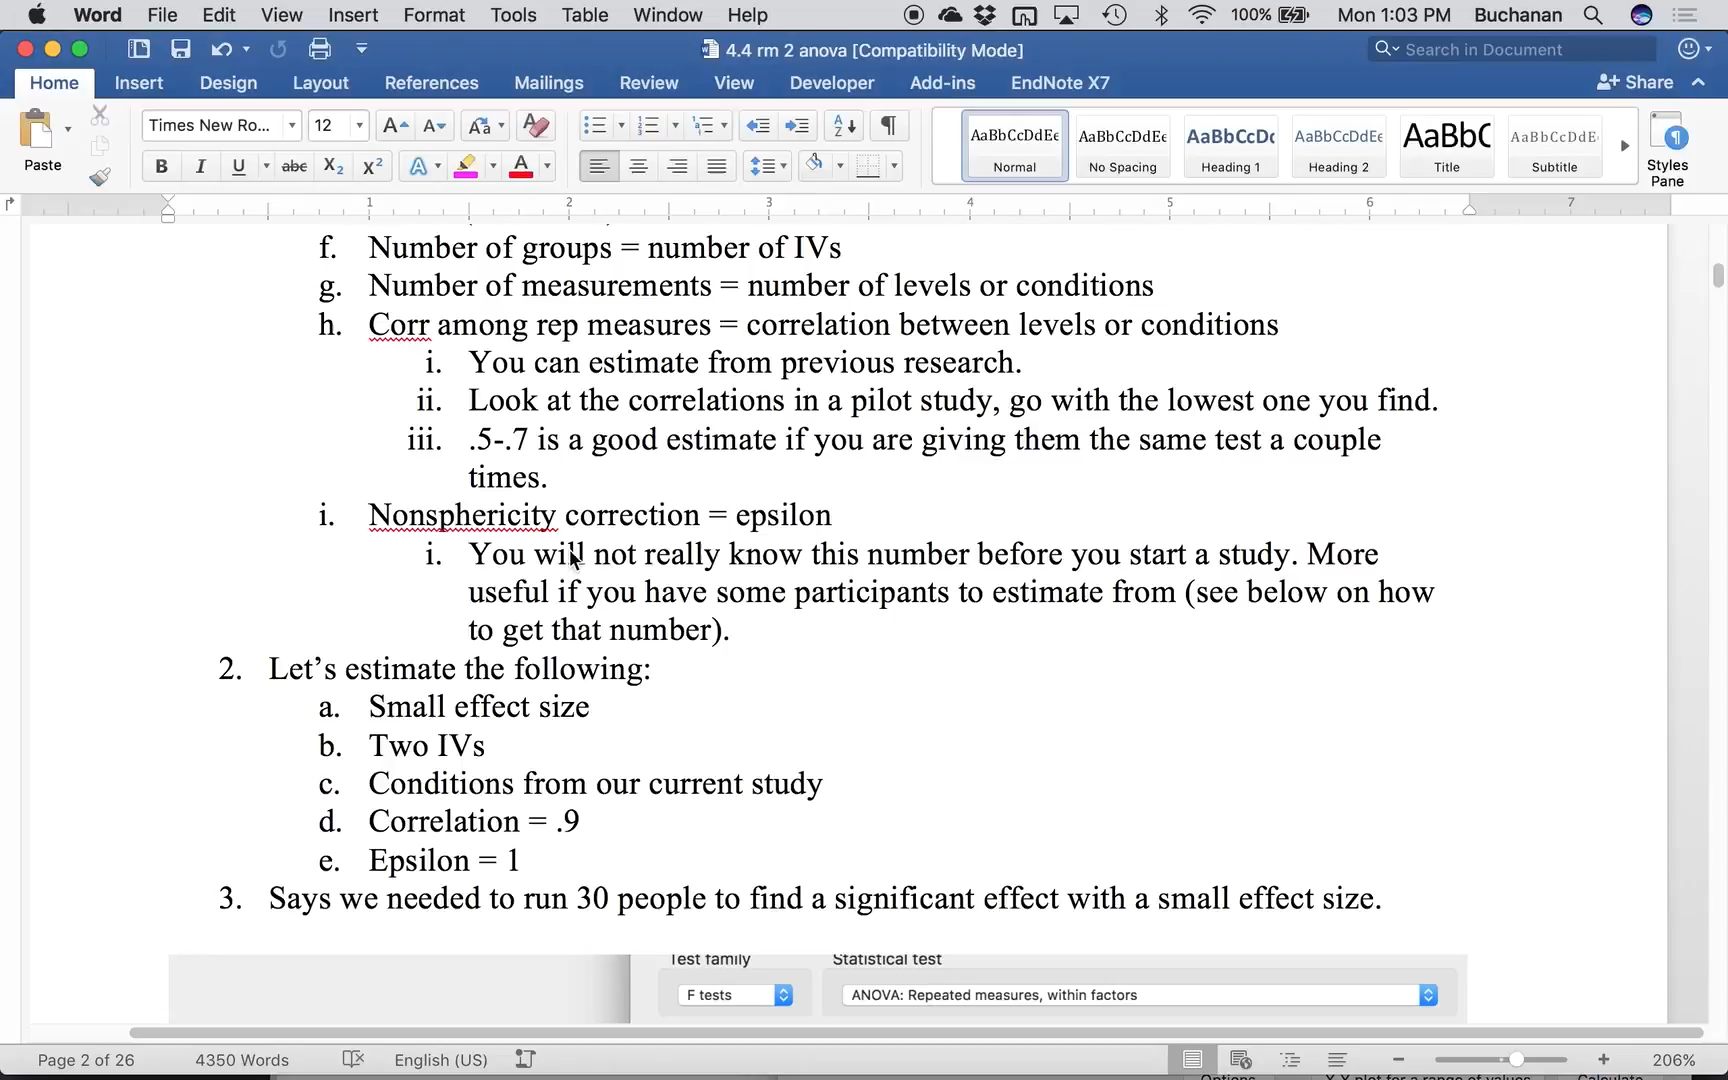 Word File Edit View Insert Format Tools Table Window Help 100% Mon 1:03 PM Buchanan
4.4 rm 2 anova [Compatibility Mode] Search in Document
Home Insert Design Layout References Mailings Review View Developer Add-ins EndNote X7 Share
Paste Times New Ro... 12 AaBbCcDdEe AaBbCcDdEe AaBbCcDc AaBbCcDdEe AaBbC AaBbCcDdE
Normal No Spacing Heading 1 Heading 2 Title Subtitle Styles Pane
1 2 3 4 5 6 7
f. Number of groups = number of IVs
g. Number of measurements = number of levels or conditions
h. Corr among rep measures = correlation between levels or conditions
i. You can estimate from previous research.
ii. Look at the correlations in a pilot study, go with the lowest one you find.
iii. .5-.7 is a good estimate if you are giving them the same test a couple
times.
i. Nonsphericity correction = epsilon
i. You will not really know this number before you start a study. More
useful if you have some participants to estimate from (see below on how
to get that number).
2. Let’s estimate the following:
a. Small effect size
b. Two IVs
c. Conditions from our current study
d. Correlation = .9
e. Epsilon = 1
3. Says we needed to run 30 people to find a significant effect with a small effect size.
Test family Statistical test
F tests ANOVA: Repeated measures, within factors
Page 2 of 26 4350 Words English (US) 206%